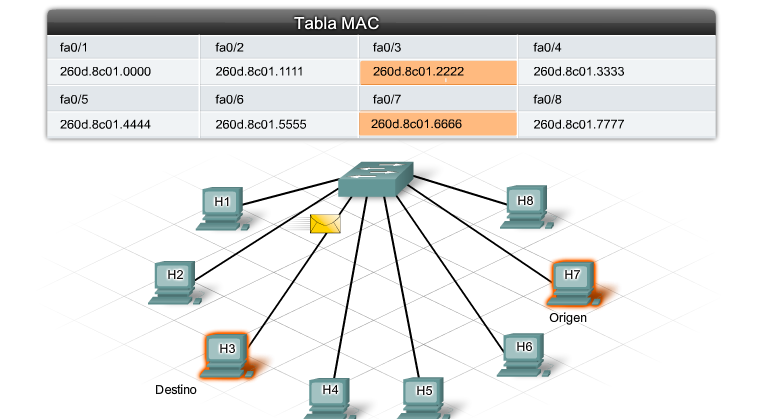 Tabla MAC
fa0/1 fa0/2 fa0/3 fa0/4
260d.8c01.0000 260d.8c01.1111 260d.8c01.2222 260d.8c01.3333
fa0/5 fa0/6 fa0/7 fa0/8
260d.8c01.4444 260d.8c01.5555 260d.8c01.6666 260d.8c01.7777
H1
H8
H2
H7
Origen
H3
H6
Destino
H4
H5